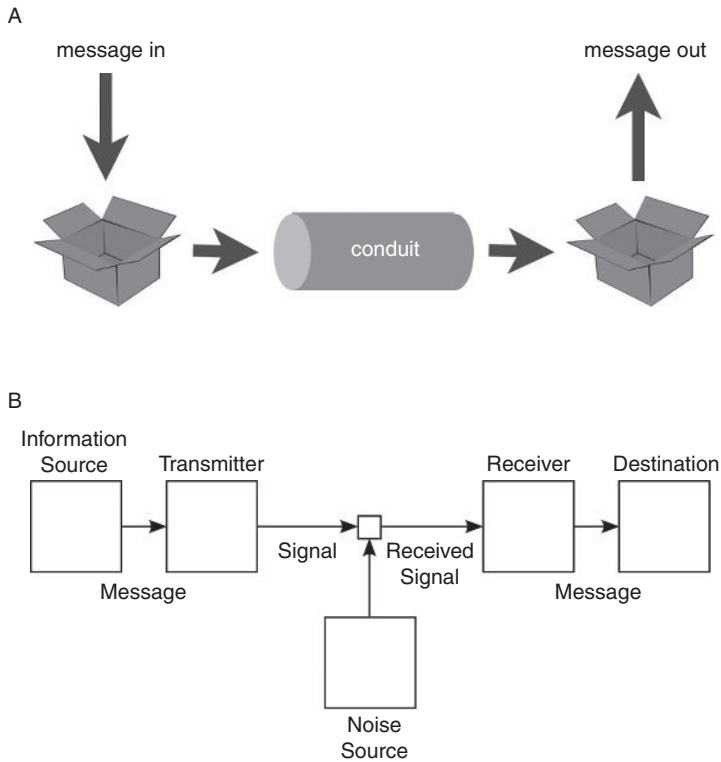 A
message in
message out
conduit
B
Information
Source
Transmitter
Receiver
Destination
Signal
Received
Signal
Message
Message
Noise
Source